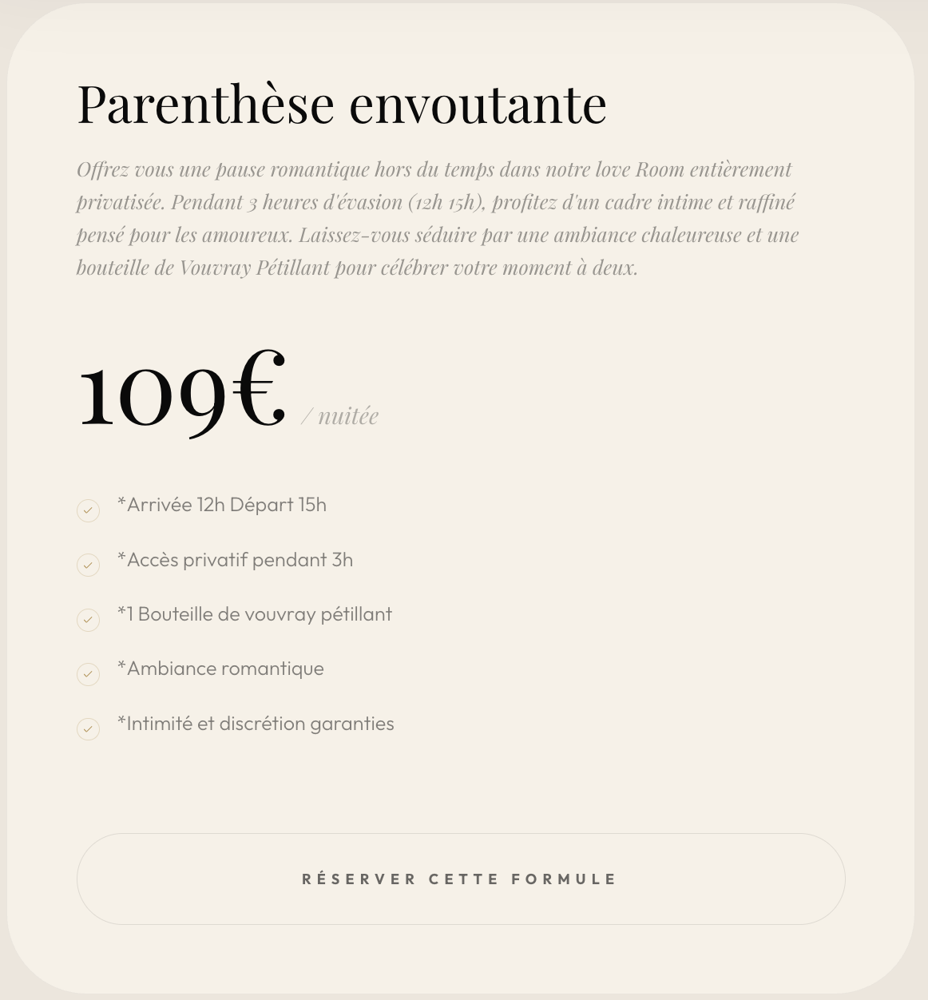 Parenthèse envoutante
Offrez vous une pause romantique hors du temps dans notre love Room entièrement
privatisée. Pendant 3 heures d'évasion (12h 15h), profitez d'un cadre intime et raffiné
pensé pour les amoureux. Laissez-vous séduire par une ambiance chaleureuse et une
bouteille de Vouvray Pétillant pour célébrer votre moment à deux.
109€ / nuitée
*Arrivée 12h Départ 15h
*Accès privatif pendant 3h
*1 Bouteille de vouvray pétillant
*Ambiance romantique
*Intimité et discrétion garanties
RÉSERVER CETTE FORMULE